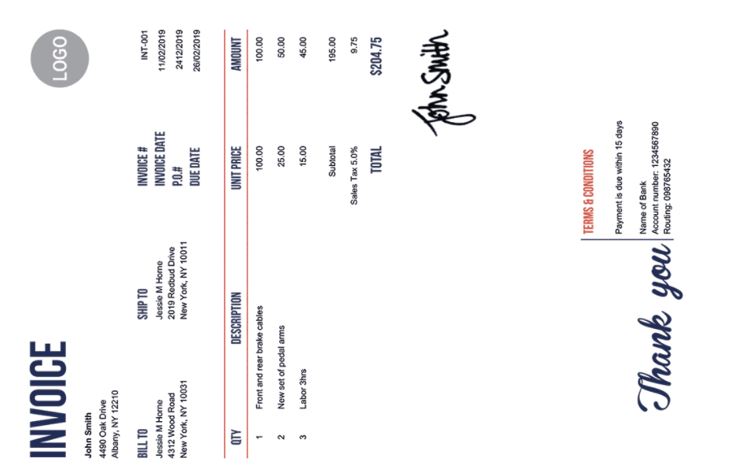 INVOICE
LOGO
John Smith
4490 Oak Drive
Albany, NY 12210
BILL TO
Jessie M Horne
4312 Wood Road
New York, NY 10031
SHIP TO
Jessie M Horne
2019 Redbud Drive
New York, NY 10011
INVOICE # INT-001
INVOICE DATE 11/02/2019
P.O.# 2412/2019
DUE DATE 26/02/2019
QTY DESCRIPTION UNIT PRICE AMOUNT
1 Front and rear brake cables 100.00 100.00
2 New set of pedal arms 25.00 50.00
3 Labor 3hrs 15.00 45.00
Subtotal 195.00
Sales Tax 5.0% 9.75
TOTAL $204.75
John Smith
Thank you
TERMS & CONDITIONS
Payment is due within 15 days
Name of Bank
Account number: 1234567890
Routing: 098765432